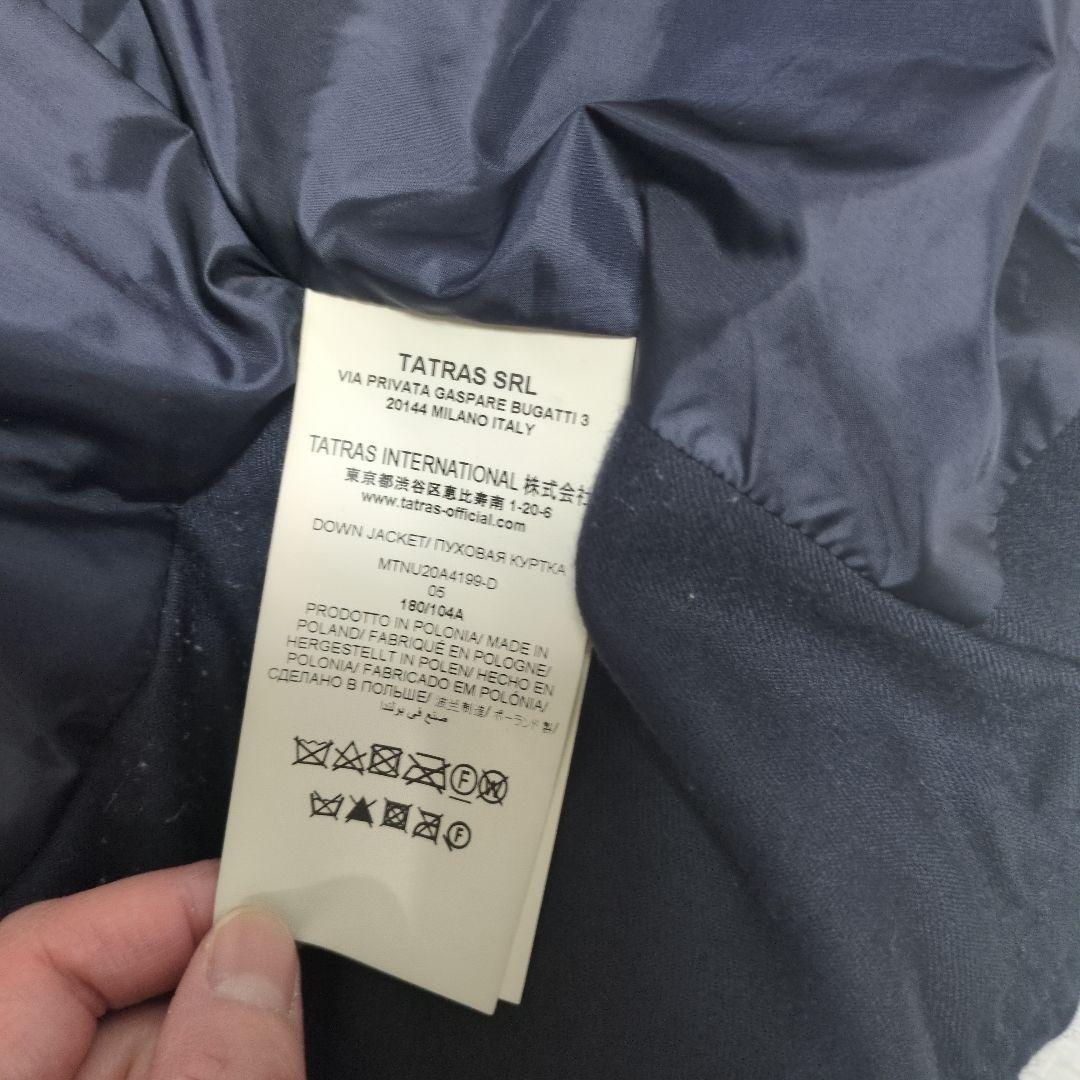 TATRAS SRL
VIA PRIVATA GASPARE BUGATTI 3
20144 MILANO ITALY
TATRAS INTERNATIONAL 株式会社
東京都渋谷区恵比寿南 1-20-6
www.tatras-official.com
DOWN JACKET/ ПУХОВАЯ КУРТКА
MTNU20A4199-D
05
180/104A
PRODOTTO IN POLONIA/ MADE IN
POLAND/ FABRIQUÉ EN POLOGNE/
HERGESTELLT IN POLEN/ HECHO EN
POLONIA/ FABRICADO EM POLÓNIA/
СДЕЛАНО В ПОЛЬШЕ/ 波兰制造/ ポーランド製/
صنع في بولندا
F W
F